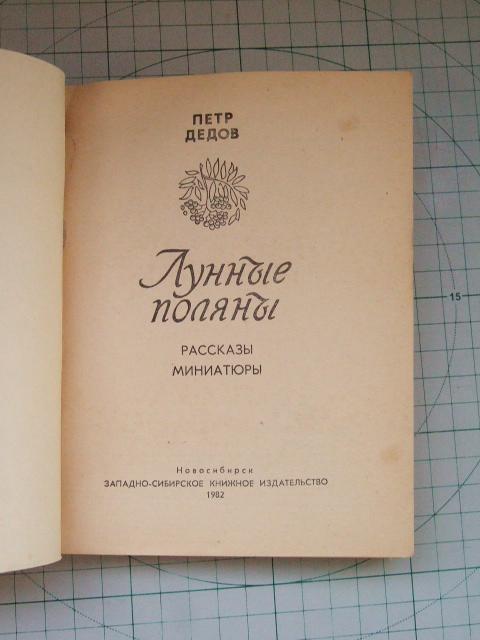 ПЕТР
ДЕДОВ
Лунные
поляны
РАССКАЗЫ
МИНИАТЮРЫ
Новосибирск
ЗАПАДНО-СИБИРСКОЕ КНИЖНОЕ ИЗДАТЕЛЬСТВО
1982
15